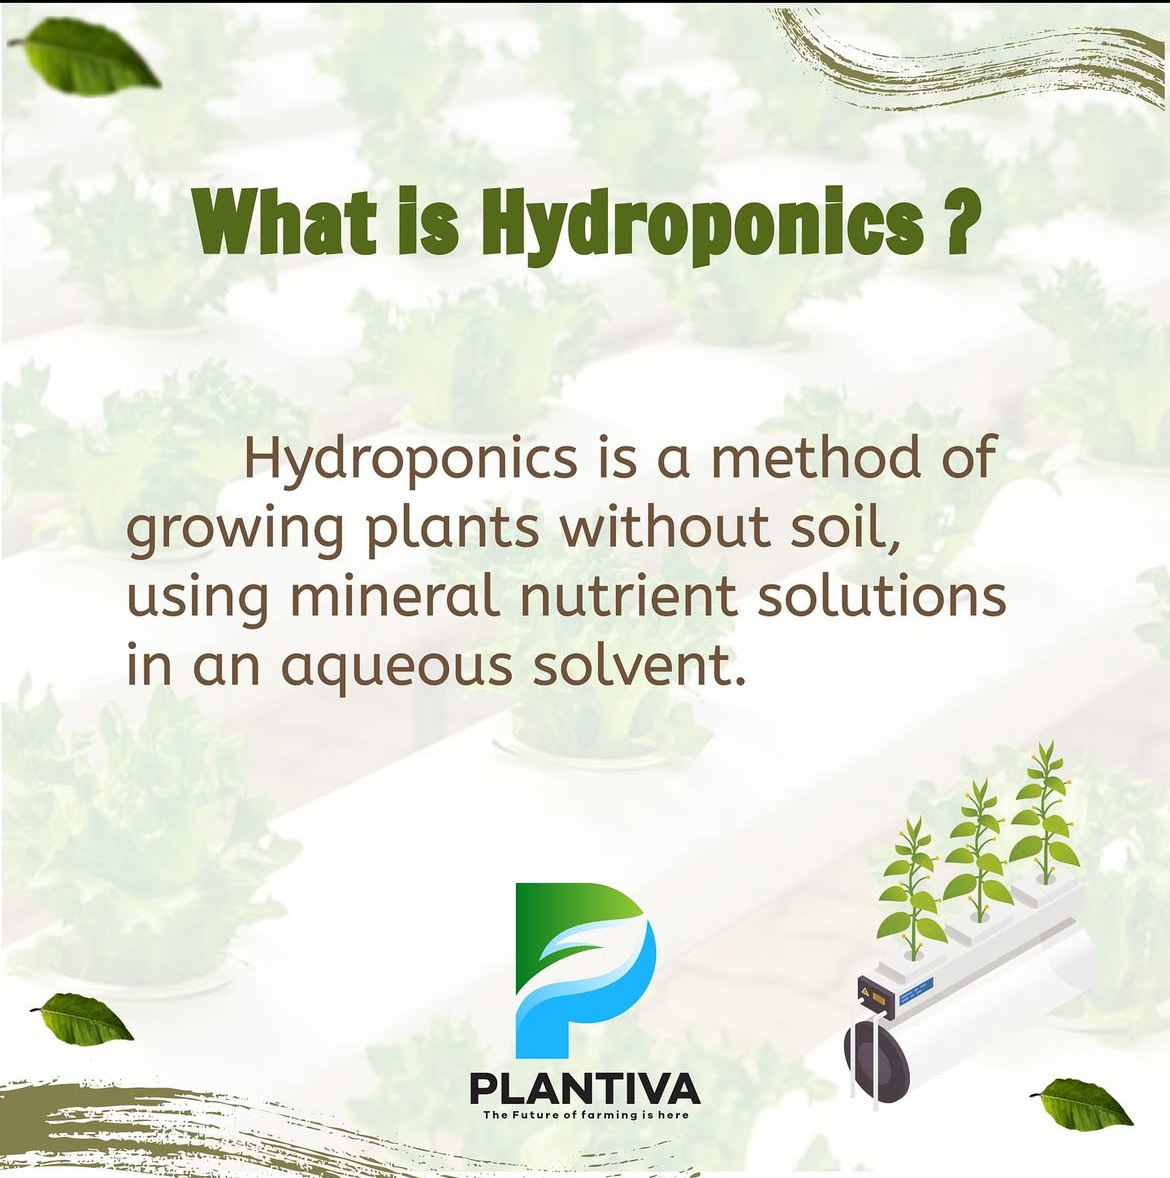 What is Hydroponics ?
Hydroponics is a method of
growing plants without soil,
using mineral nutrient solutions
in an aqueous solvent.
PLANTIVA
The Future of farming is here